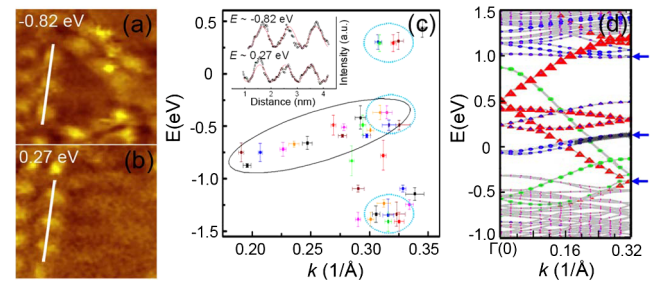 (a)
-0.82 eV
(b)
0.27 eV
(c)
E ~ -0.82 eV
E ~ 0.27 eV
Intensity (a.u.)
1 2 3 4
Distance (nm)
E(eV)
0.5
0
-0.5
-1.0
-1.5
0.20 0.25 0.30 0.35
k (1/Å)
(d)
E(eV)
1.5
1.0
0.5
0
-0.5
-1.0
Γ(0) 0.16 0.32
k (1/Å)